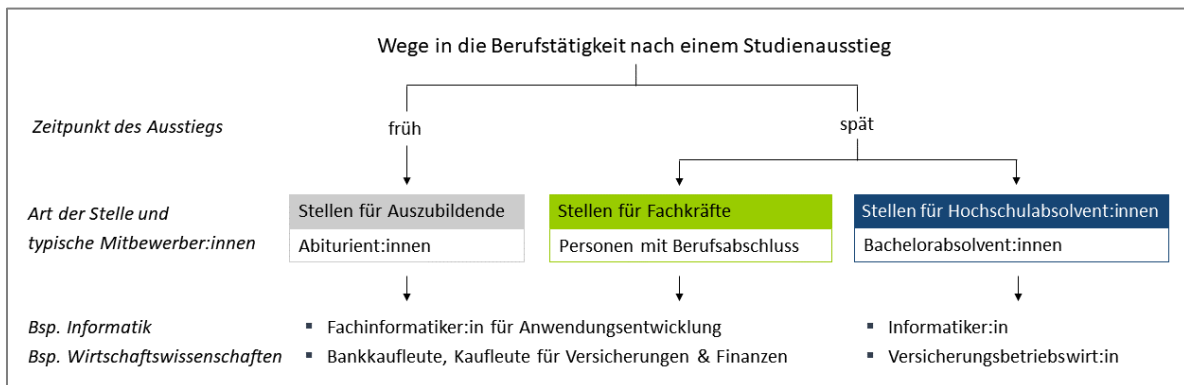 Wege in die Berufstätigkeit nach einem Studienausstieg
Zeitpunkt des Ausstiegs
früh
spät
Art der Stelle und
typische Mitbewerber:innen
Stellen für Auszubildende
Abiturient:innen
Stellen für Fachkräfte
Personen mit Berufsabschluss
Stellen für Hochschulabsolvent:innen
Bachelorabsolvent:innen
Bsp. Informatik
▪ Fachinformatiker:in für Anwendungsentwicklung
▪ Informatiker:in
Bsp. Wirtschaftswissenschaften
▪ Bankkaufleute, Kaufleute für Versicherungen & Finanzen
▪ Versicherungsbetriebswirt:in